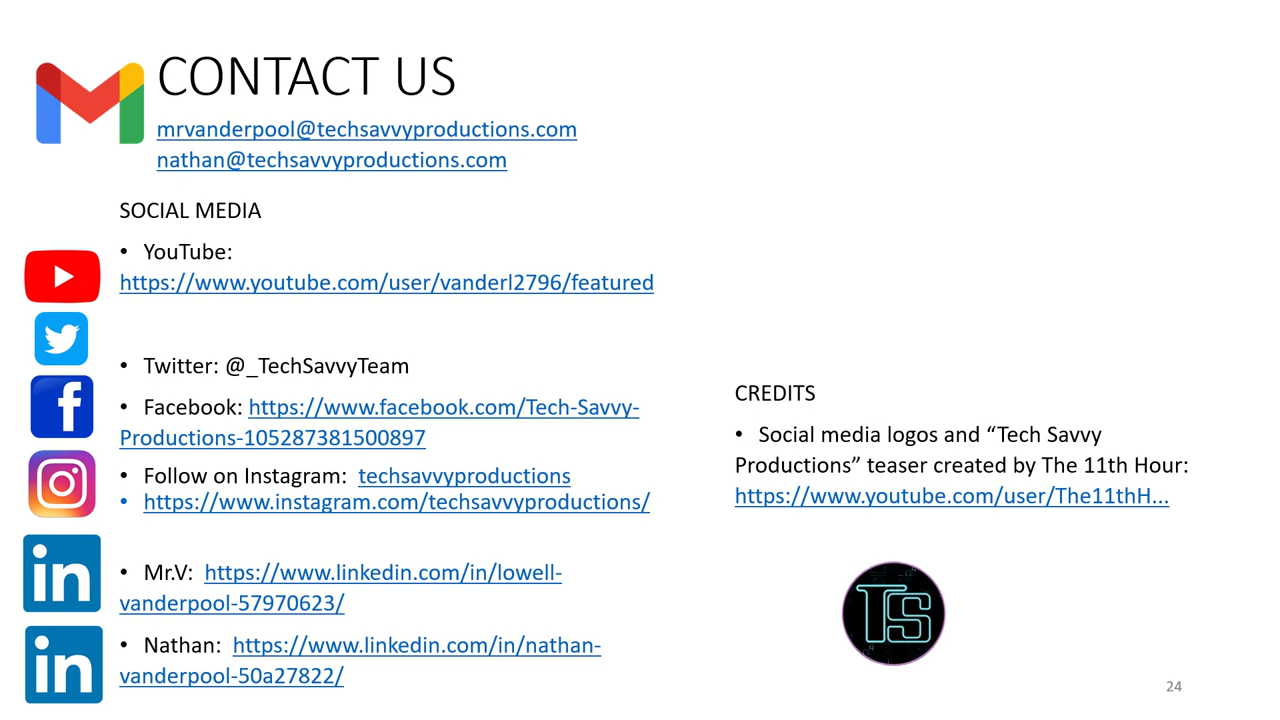 CONTACT US
mrvanderpool@techsavvyproductions.com
nathan@techsavvyproductions.com
SOCIAL MEDIA
• YouTube:
https://www.youtube.com/user/vanderl2796/featured
• Twitter: @_TechSavvyTeam
• Facebook: https://www.facebook.com/Tech-Savvy-
Productions-105287381500897
• Follow on Instagram: techsavvyproductions
• https://www.instagram.com/techsavvyproductions/
• Mr.V: https://www.linkedin.com/in/lowell-
vanderpool-57970623/
• Nathan: https://www.linkedin.com/in/nathan-
vanderpool-50a27822/
in
in
CREDITS
• Social media logos and “Tech Savvy
Productions” teaser created by The 11th Hour:
https://www.youtube.com/user/The11thH...
TS
24